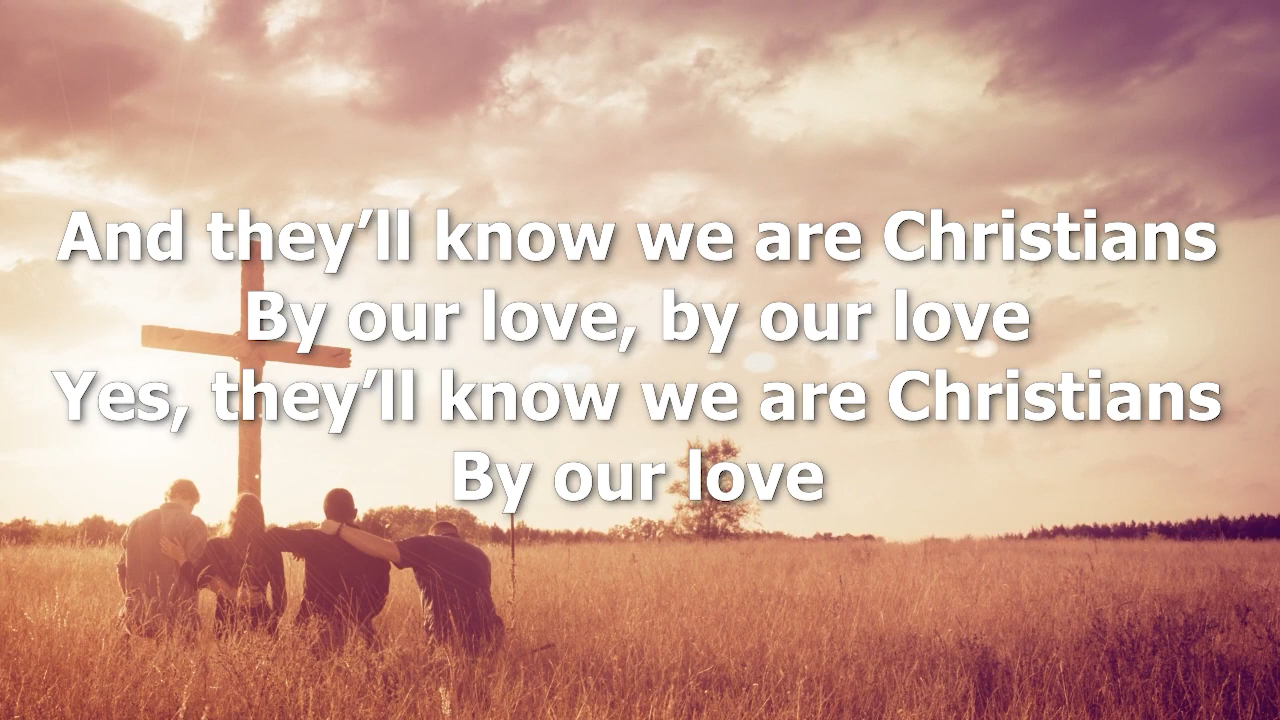 And they’ll know we are Christians
By our love, by our love
Yes, they’ll know we are Christians
By our love